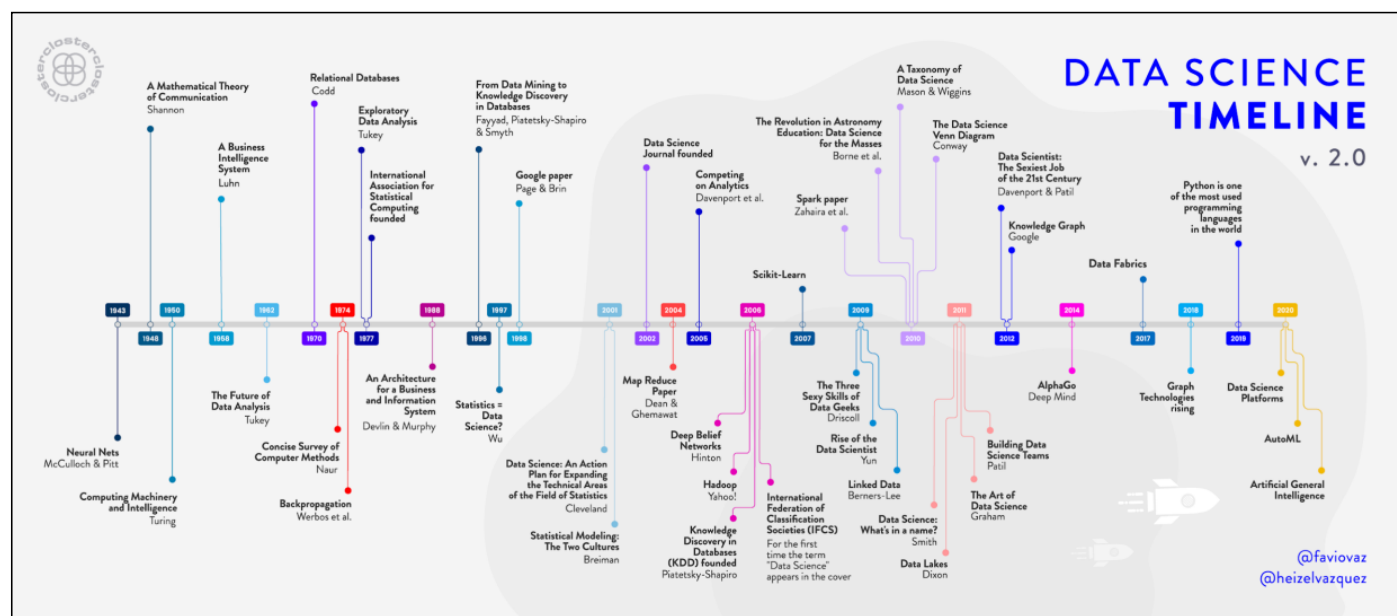 closterclosterclostercloster
DATA SCIENCE
TIMELINE
v. 2.0
A Mathematical Theory
of Communication
Shannon
A Business
Intelligence
System
Luhn
Relational Databases
Codd
Exploratory
Data Analysis
Tukey
International
Association for
Statistical
Computing
founded
From Data Mining to
Knowledge Discovery
in Databases
Fayyad, Piatetsky-Shapiro
& Smyth
Google paper
Page & Brin
Data Science
Journal founded
Competing
on Analytics
Davenport et al.
Scikit-Learn
The Revolution in Astronomy
Education: Data Science
for the Masses
Borne et al.
Spark paper
Zahaira et al.
A Taxonomy of
Data Science
Mason & Wiggins
The Data Science
Venn Diagram
Conway
Data Scientist:
The Sexiest Job
of the 21st Century
Davenport & Patil
Knowledge Graph
Google
Data Fabrics
Python is one
of the most used
programming
languages
in the world
1943
1948
1950
1958
1962
1970
1974
1977
1988
1996
1997
1998
2001
2002
2004
2005
2006
2007
2009
2010
2011
2012
2014
2017
2018
2019
2020
Neural Nets
McCulloch & Pitt
Computing Machinery
and Intelligence
Turing
The Future of
Data Analysis
Tukey
Concise Survey of
Computer Methods
Naur
Backpropagation
Werbos et al.
An Architecture
for a Business
and Information
System
Devlin & Murphy
Statistics =
Data
Science?
Wu
Data Science: An Action
Plan for Expanding
the Technical Areas
of the Field of Statistics
Cleveland
Statistical Modeling:
The Two Cultures
Breiman
Map Reduce
Paper
Dean &
Ghemawat
Deep Belief
Networks
Hinton
Hadoop
Yahoo!
Knowledge
Discovery in
Databases
(KDD) founded
Piatetsky-Shapiro
International
Federation of
Classification
Societies (IFCS)
For the first
time the term
"Data Science"
appears in the cover
The Three
Sexy Skills of
Data Geeks
Driscoll
Rise of the
Data Scientist
Yun
Linked Data
Berners-Lee
Data Science:
What's in a name?
Smith
Data Lakes
Dixon
The Art of
Data Science
Graham
Building Data
Science Teams
Patil
AlphaGo
Deep Mind
Graph
Technologies
rising
Data Science
Platforms
AutoML
Artificial General
Intelligence
@faviovaz
@heizelvazquez